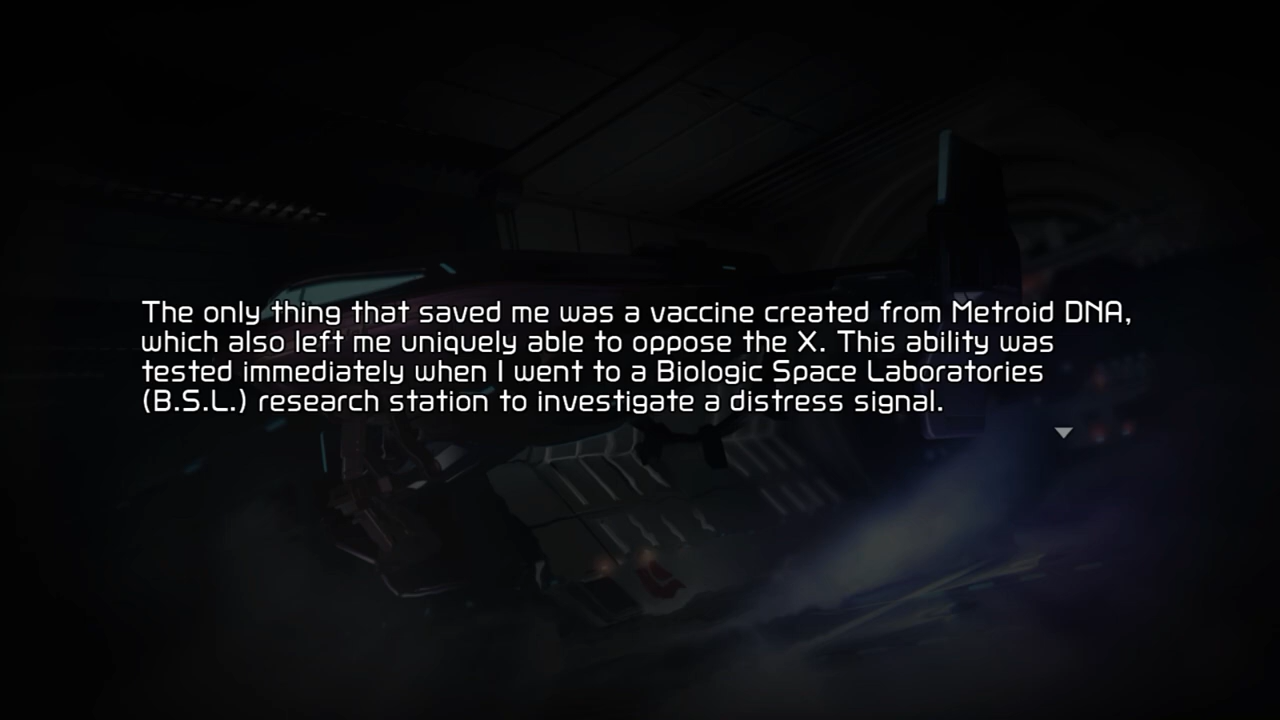 The only thing that saved me was a vaccine created from Metroid DNA,
which also left me uniquely able to oppose the X. This ability was
tested immediately when I went to a Biologic Space Laboratories
(B.S.L.) research station to investigate a distress signal.